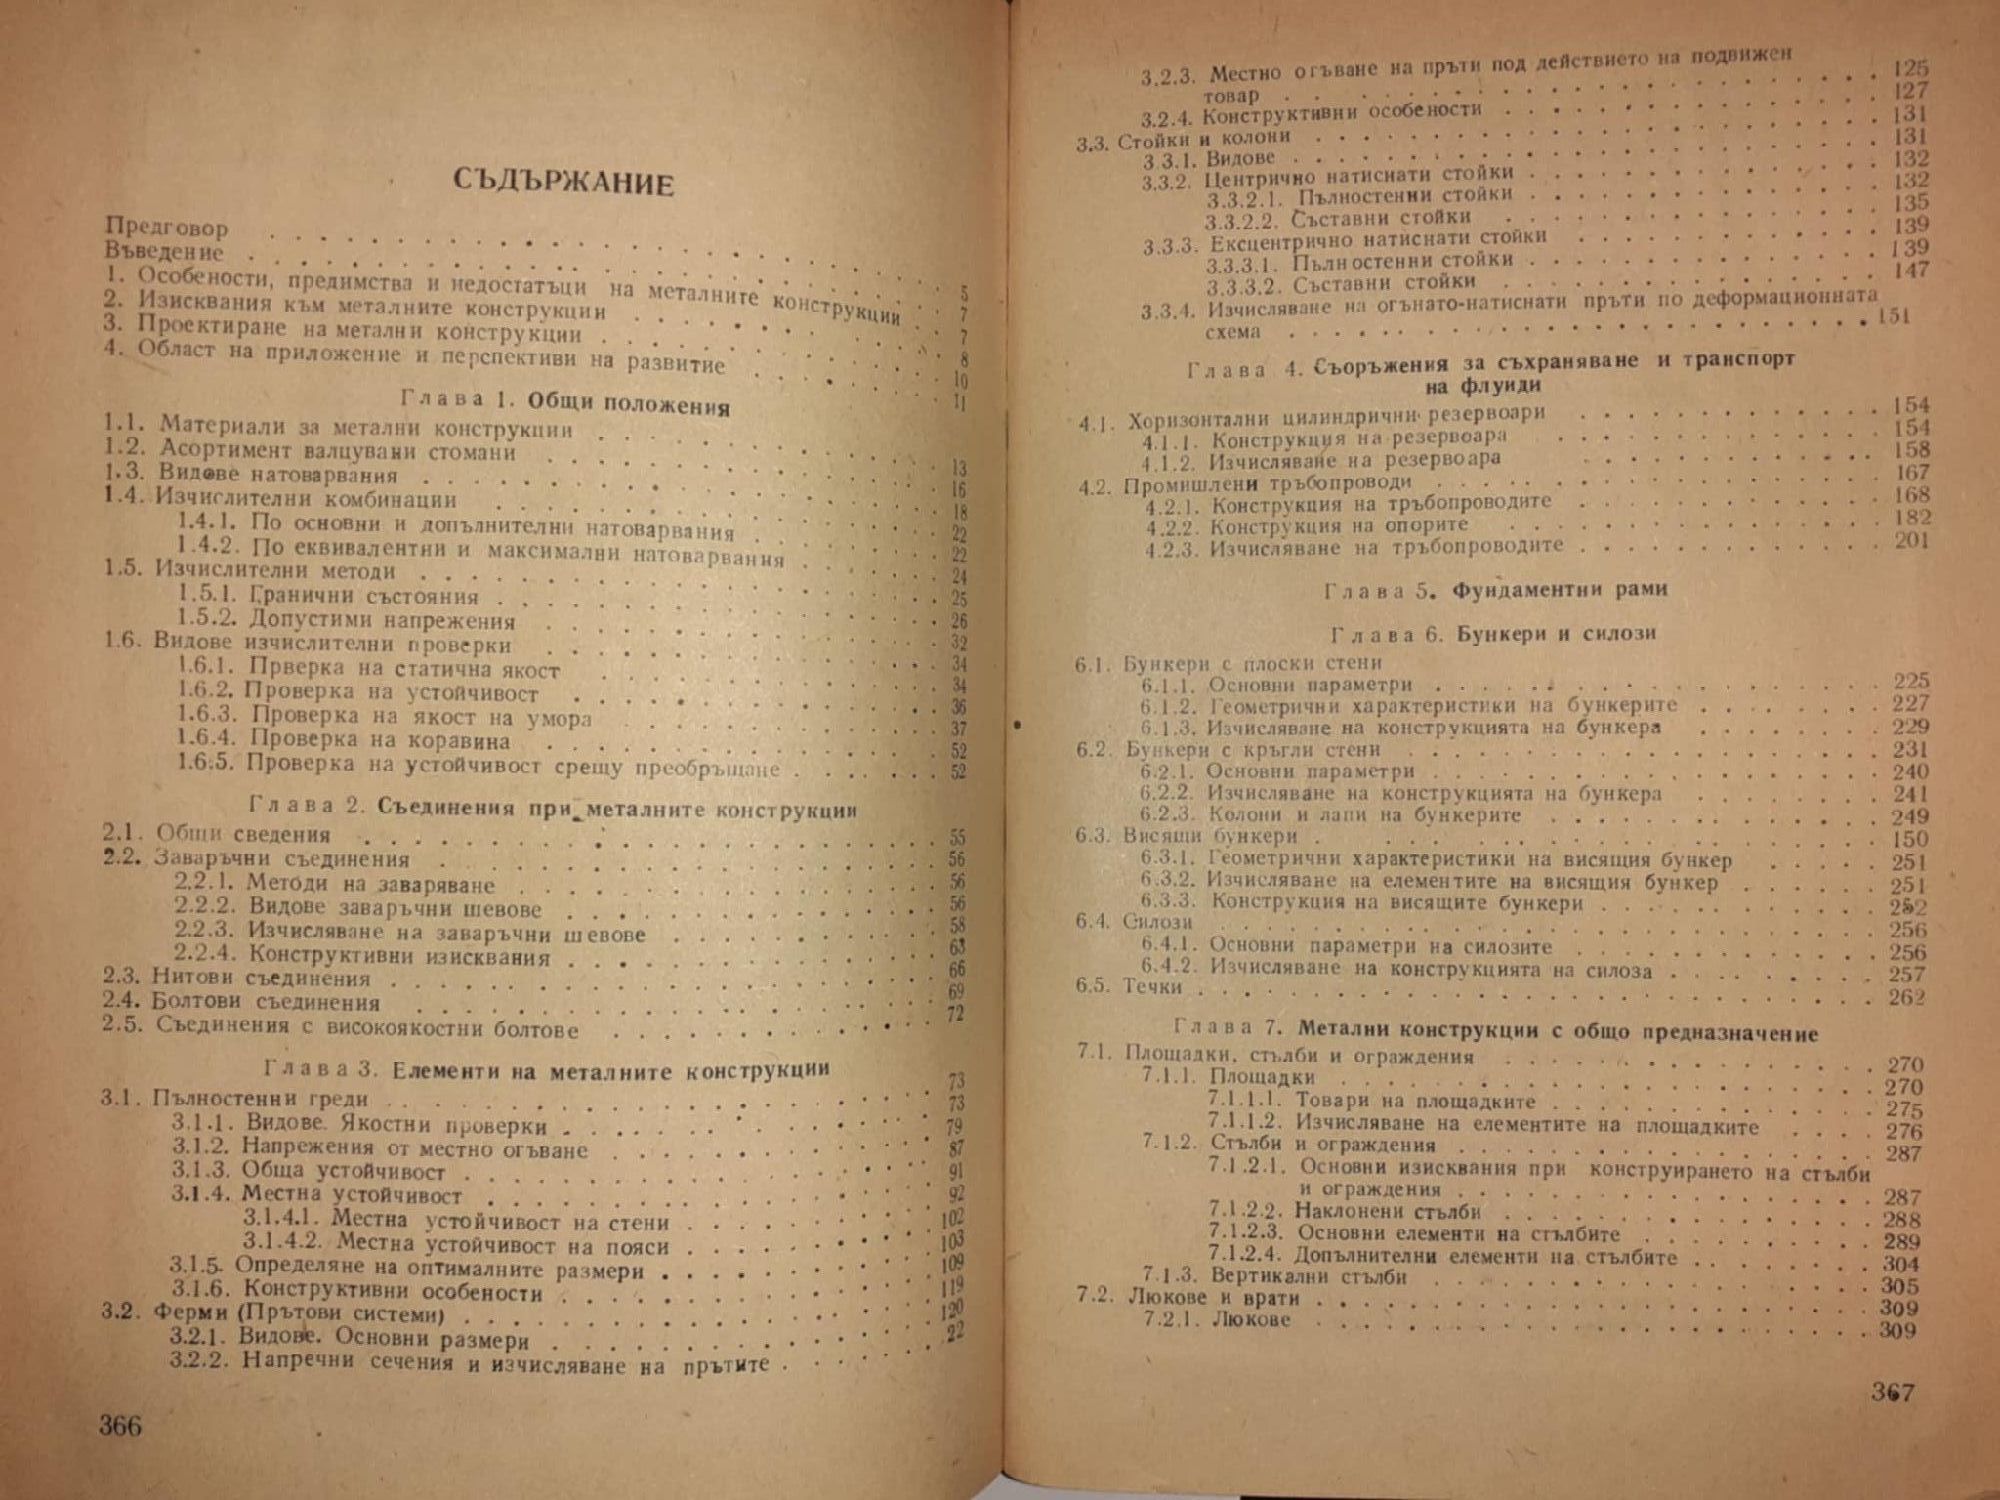 СЪДЪРЖАНИЕ
Предговор . . . 5
Въведение . . . 7
1. Особености, предимства и недостатъци на металните конструкции . . 7
2. Изисквания към металните конструкции . . . 8
3. Проектиране на метални конструкции . . . 10
4. Област на приложение и перспективи на развитие . . . 11
Глава 1. Общи положения
1.1. Материали за метални конструкции . . . 13
1.2. Асортимент валцувани стомани . . . 16
1.3. Видове натоварвания . . . 18
1.4. Изчислителни комбинации . . . 22
1.4.1. По основни и допълнителни натоварвания . . . 22
1.4.2. По еквивалентни и максимални натоварвания . . . 24
1.5. Изчислителни методи . . . 25
1.5.1. Гранични състояния . . . 26
1.5.2. Допустими напрежения . . . 32
1.6. Видове изчислителни проверки . . . 34
1.6.1. Прверка на статична якост . . . 34
1.6.2. Проверка на устойчивост . . . 36
1.6.3. Проверка на якост на умора . . . 37
1.6.4. Проверка на коравина . . . 52
1.6.5. Проверка на устойчивост срещу преобръщане . . . 52
Глава 2. Съединения при металните конструкции
2.1. Общи сведения . . . 55
2.2. Заваръчни съединения . . . 56
2.2.1. Методи на заваряване . . . 56
2.2.2. Видове заваръчни шевове . . . 56
2.2.3. Изчисляване на заваръчни шевове . . . 58
2.2.4. Конструктивни изисквания . . . 63
2.3. Нитови съединения . . . 66
2.4. Болтови съединения . . . 69
2.5. Съединения с високоякостни болтове . . . 72
Глава 3. Елементи на металните конструкции
3.1. Пълностенни греди . . . 73
3.1.1. Видове. Якостни проверки . . . 73
3.1.2. Напрежения от местно огъване . . . 79
3.1.3. Обща устойчивост . . . 87
3.1.4. Местна устойчивост . . . 91
3.1.4.1. Местна устойчивост на стени . . . 92
3.1.4.2. Местна устойчивост на пояси . . . 102
3.1.5. Определяне на оптималните размери . . . 103
3.1.6. Конструктивни особености . . . 109
3.2. Ферми (Прътови системи) . . . 119
3.2.1. Видове. Основни размери . . . 120
3.2.2. Напречни сечения и изчисляване на прътите . . . 22
366
3.2.3. Местно огъване на пръти под действието на подвижен
товар . . . 125
3.2.4. Конструктивни особености . . . 127
3.3. Стойки и колони . . . 131
3.3.1. Видове . . . 131
3.3.2. Центрично натиснати стойки . . . 132
3.3.2.1. Пълностенни стойки . . . 132
3.3.2.2. Съставни стойки . . . 135
3.3.3. Ексцентрично натиснати стойки . . . 139
3.3.3.1. Пълностенни стойки . . . 139
3.3.3.2. Съставни стойки . . . 147
3.3.4. Изчисляване на огънато-натиснати пръти по деформационната
схема . . . 151
Глава 4. Съоръжения за съхраняване и транспорт
на флуиди
4.1. Хоризонтални цилиндрични резервоари . . . 154
4.1.1. Конструкция на резервоара . . . 154
4.1.2. Изчисляване на резервоара . . . 158
4.2. Промишлени тръбопроводи . . . 167
4.2.1. Конструкция на тръбопроводите . . . 168
4.2.2. Конструкция на опорите . . . 182
4.2.3. Изчисляване на тръбопроводите . . . 201
Глава 5. Фундаментни рами
Глава 6. Бункери и силози
6.1. Бункери с плоски стени
6.1.1. Основни параметри . . . 225
6.1.2. Геометрични характеристики на бункерите . . . 227
6.1.3. Изчисляване на конструкцията на бункера . . . 229
6.2. Бункери с кръгли стени . . . 231
6.2.1. Основни параметри . . . 240
6.2.2. Изчисляване на конструкцията на бункера . . . 241
6.2.3. Колони и лапи на бункерите . . . 249
6.3. Висящи бункери . . . 150
6.3.1. Геометрични характеристики на висящия бункер . . . 251
6.3.2. Изчисляване на елементите на висящия бункер . . . 251
6.3.3. Конструкция на висящите бункери . . . 252
6.4. Силози . . . 256
6.4.1. Основни параметри на силозите . . . 256
6.4.2. Изчисляване на конструкцията на силоза . . . 257
6.5. Течки . . . 262
Глава 7. Метални конструкции с общо предназначение
7.1. Площадки, стълби и ограждения . . . 270
7.1.1. Площадки . . . 270
7.1.1.1. Товари на площадките . . . 275
7.1.1.2. Изчисляване на елементите на площадките . . . 276
7.1.2. Стълби и ограждения . . . 287
7.1.2.1. Основни изисквания при конструирането на стълби
и ограждения . . . 287
7.1.2.2. Наклонени стълби . . . 288
7.1.2.3. Основни елементи на стълбите . . . 289
7.1.2.4. Допълнителни елементи на стълбите . . . 304
7.1.3. Вертикални стълби . . . 305
7.2. Люкове и врати . . . 309
7.2.1. Люкове . . . 309
367